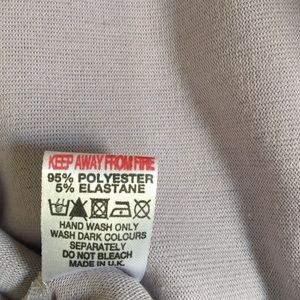 KEEP AWAY FROM FIRE
95% POLYESTER
5% ELASTANE
HAND WASH ONLY
WASH DARK COLOURS
SEPARATELY
DO NOT BLEACH
MADE IN U.K.